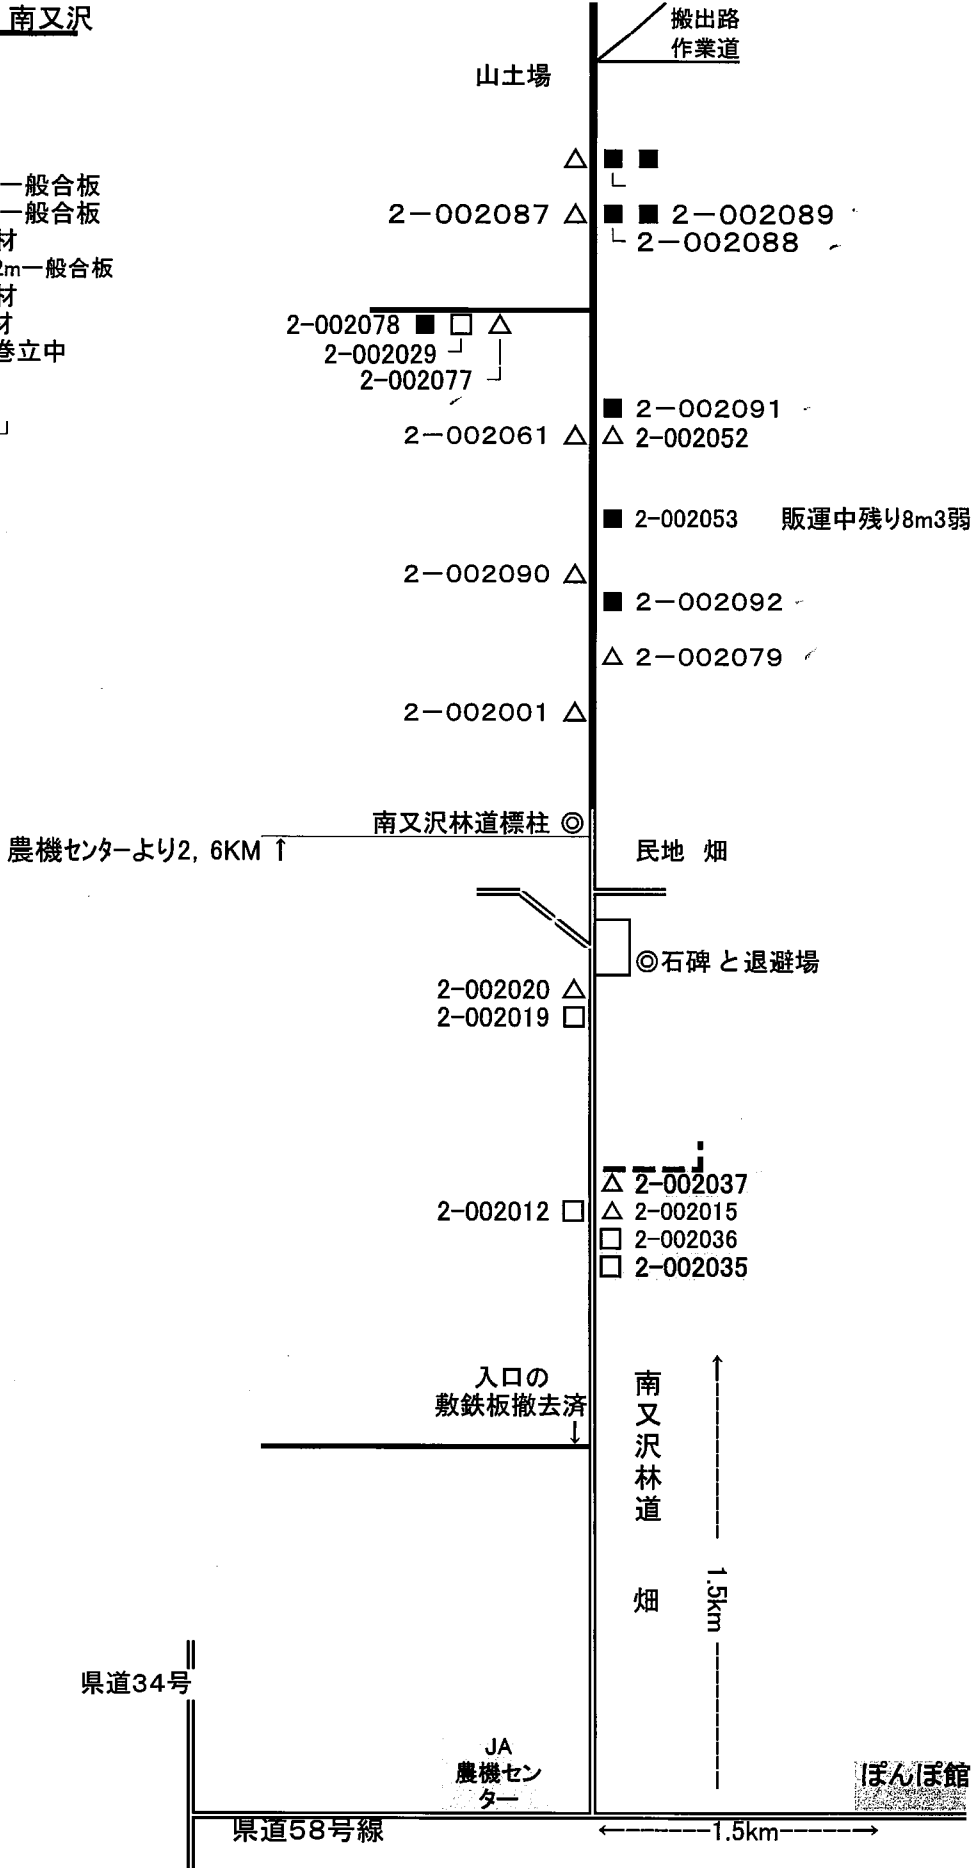 南又沢
搬出路
作業道
山土場
一般合板
一般合板
材
2m一般合板
材
材
巻立中
」
△ ■ ■
2－002087 △ ■ ■ 2－002089
2－002088
2-002078 ■ □ △
2-002029
2-002077
■ 2－002091
2－002061 △ △ 2-002052
■ 2-002053 販運中残り8m3弱
2－002090 △
■ 2－002092
△ 2－002079
2－002001 △
南又沢林道標柱 ◎
農機センターより2, 6KM ↑
民地 畑
◎石碑 と退避場
2-002020 △
2-002019 □
△ 2-002037
2-002012 □ △ 2-002015
□ 2-002036
□ 2-002035
入口の
敷鉄板撤去済
↓
南又沢林道 畑
1.5km
県道34号
JA
農機セン
ター
ぽんぽ館
県道58号線
1.5km